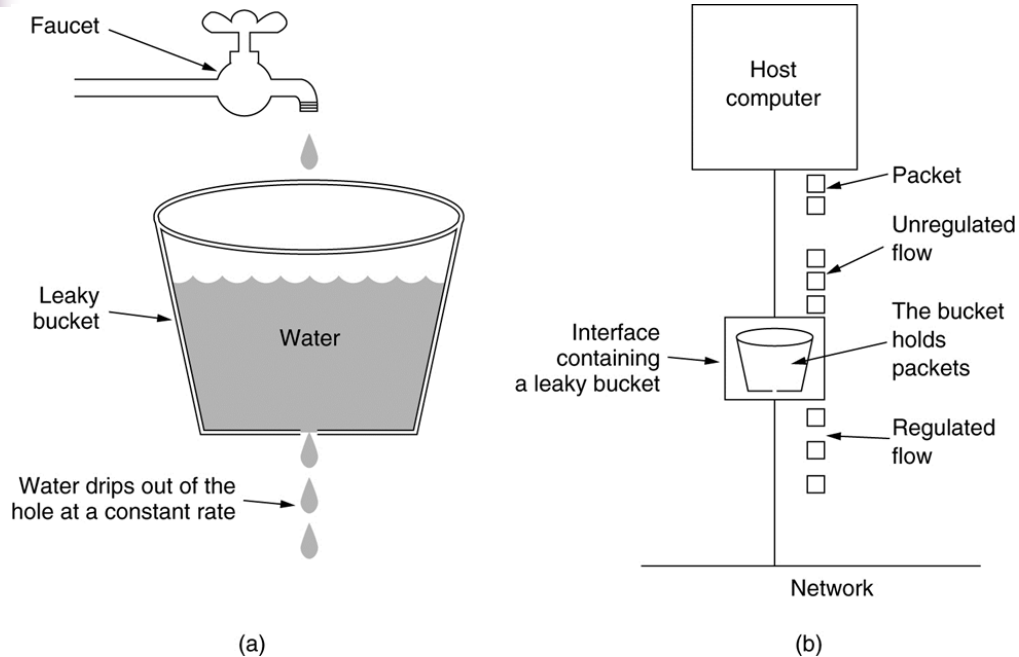 Faucet
Leaky
bucket
Water
Water drips out of the
hole at a constant rate
(a)
Host
computer
Packet
Unregulated
flow
The bucket
holds
packets
Interface
containing
a leaky bucket
Regulated
flow
Network
(b)